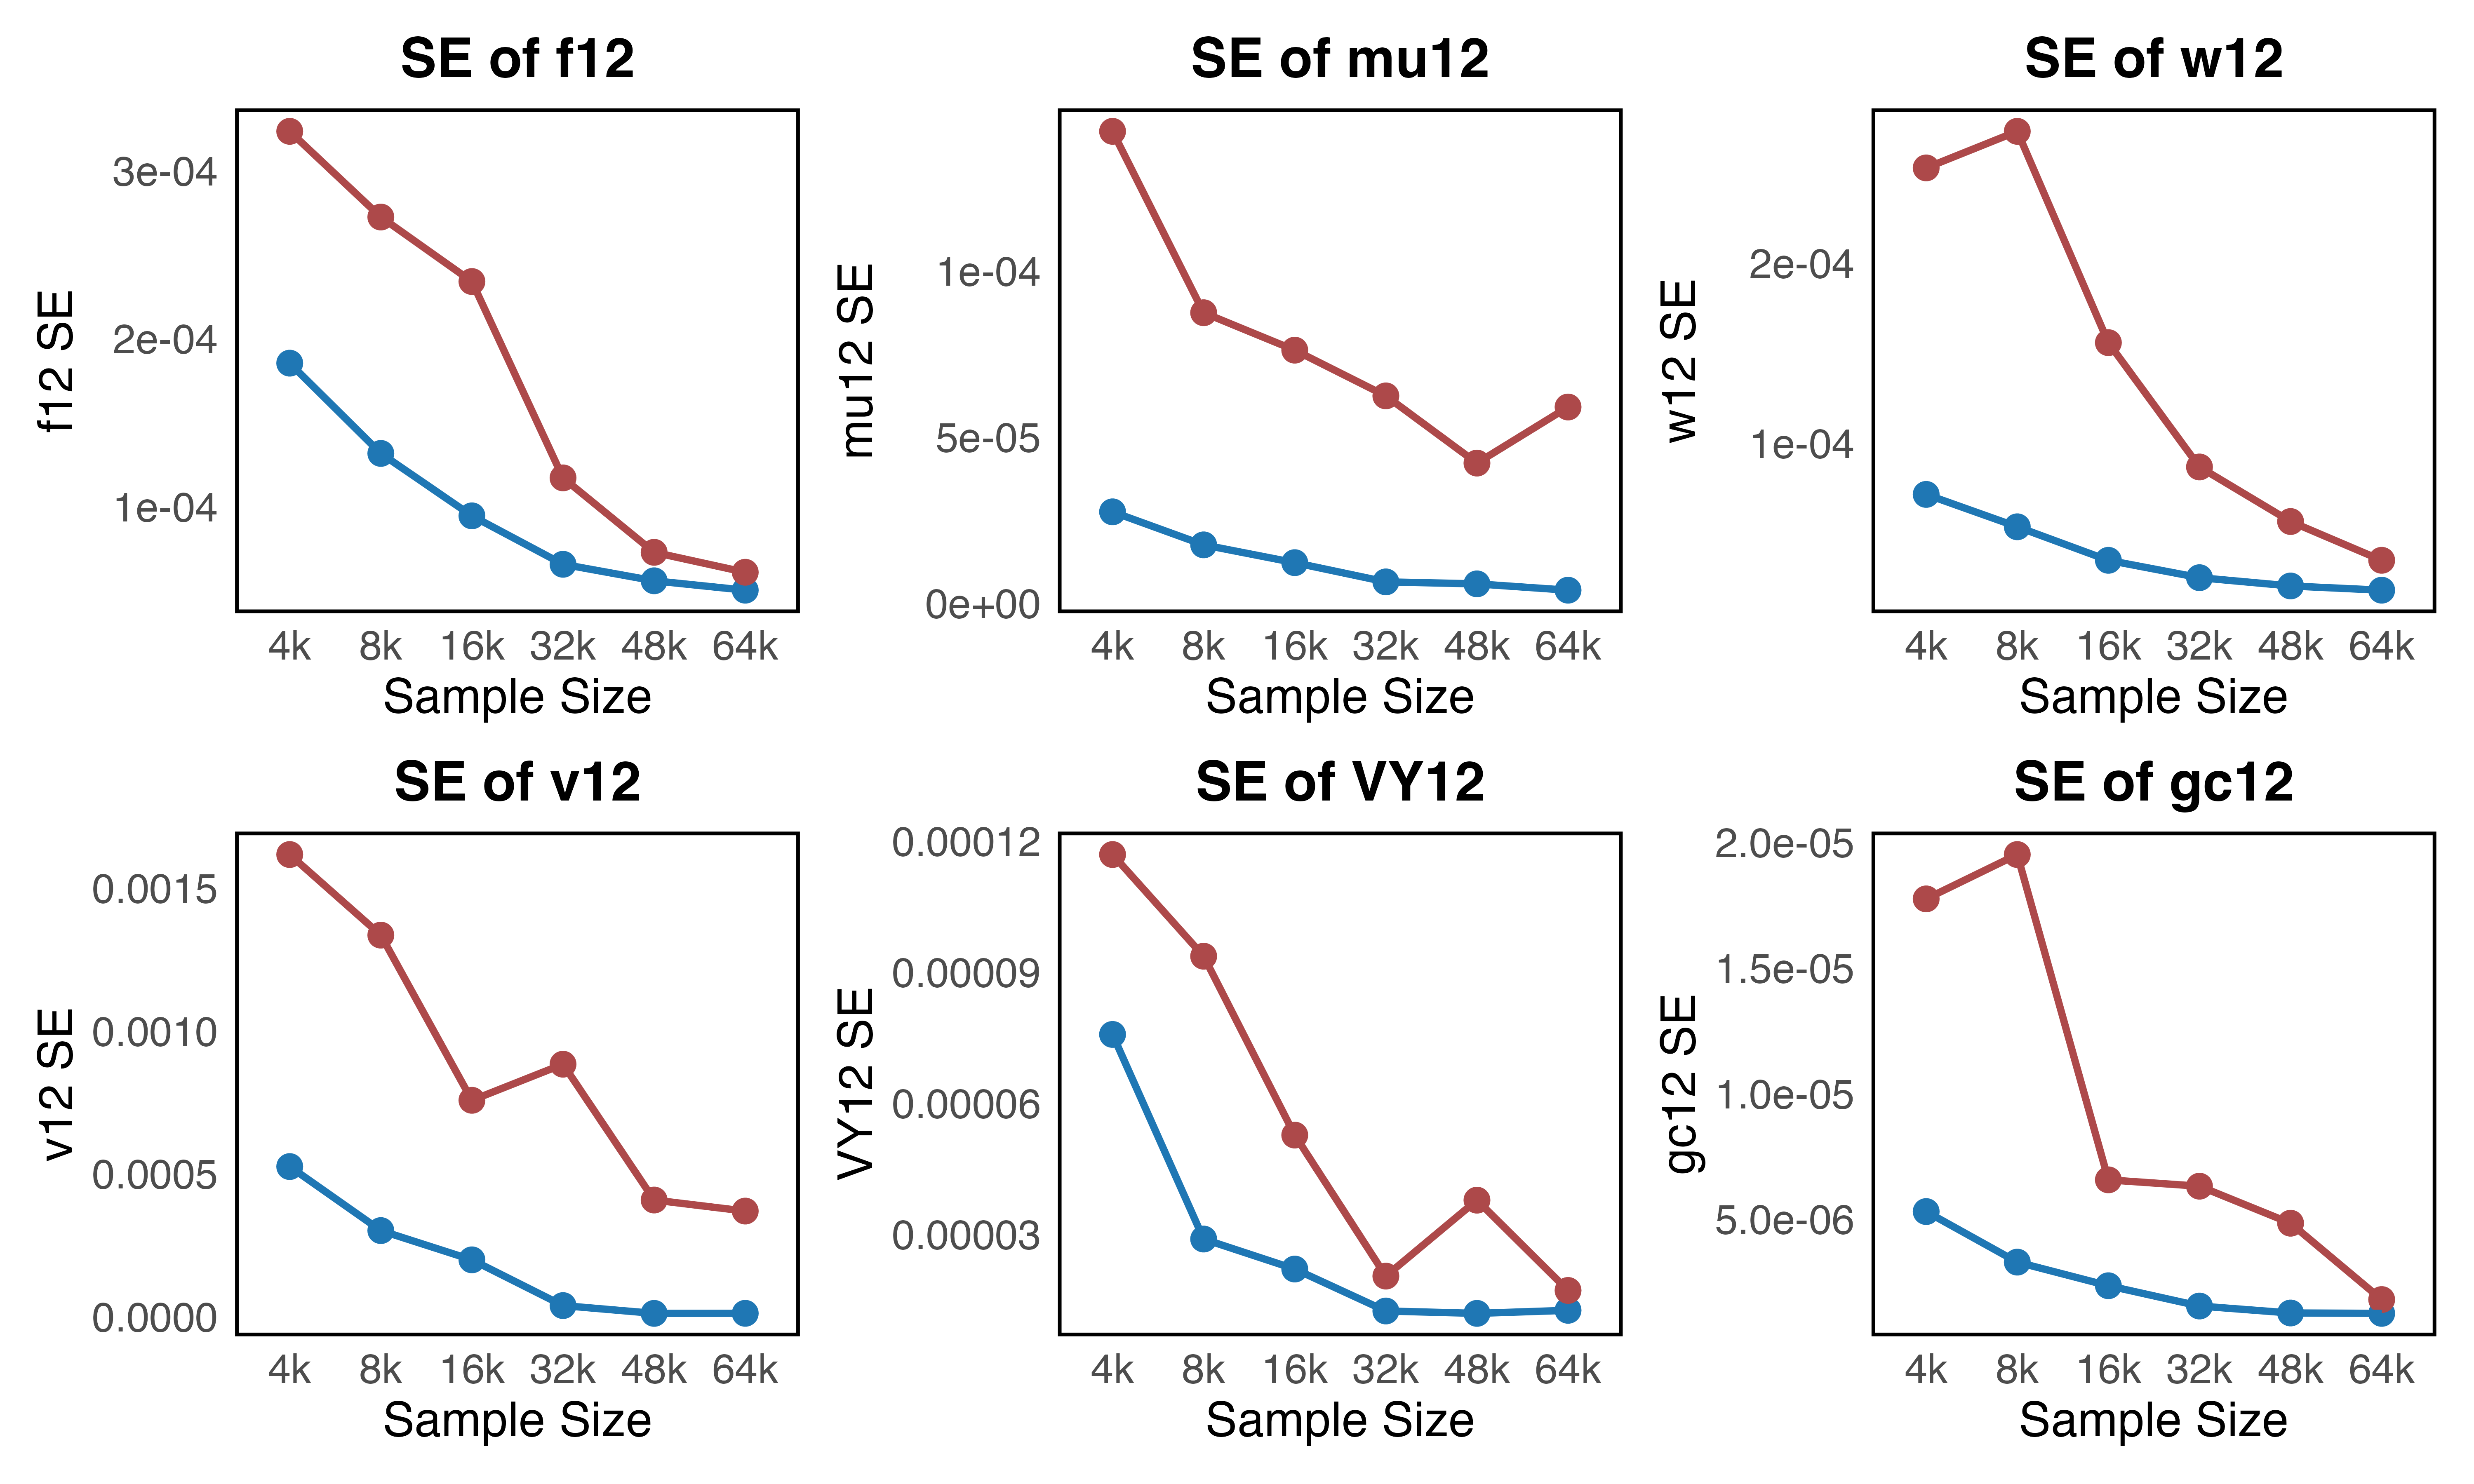 SE of f12
f12 SE
3e-04
2e-04
1e-04
4k 8k 16k 32k 48k 64k
Sample Size
SE of mu12
mu12 SE
1e-04
5e-05
0e+00
4k 8k 16k 32k 48k 64k
Sample Size
SE of w12
w12 SE
2e-04
1e-04
4k 8k 16k 32k 48k 64k
Sample Size
SE of v12
v12 SE
0.0015
0.0010
0.0005
0.0000
4k 8k 16k 32k 48k 64k
Sample Size
SE of VY12
VY12 SE
0.00012
0.00009
0.00006
0.00003
4k 8k 16k 32k 48k 64k
Sample Size
SE of gc12
gc12 SE
2.0e-05
1.5e-05
1.0e-05
5.0e-06
4k 8k 16k 32k 48k 64k
Sample Size